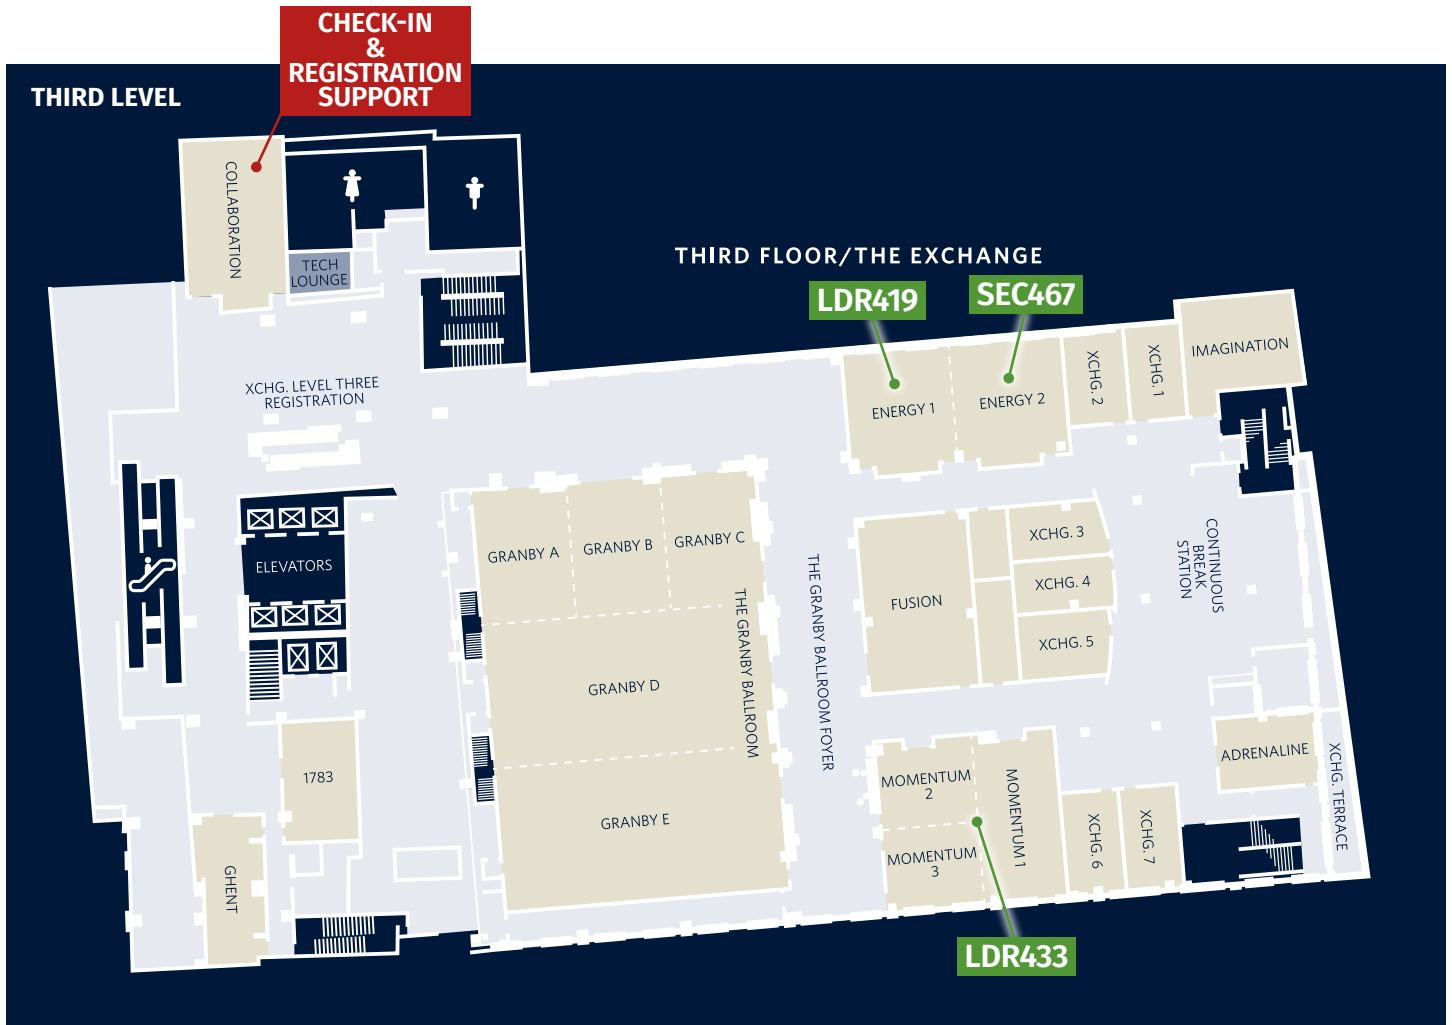 CHECK-IN
&
REGISTRATION
SUPPORT
THIRD LEVEL
COLLABORATION
TECH
LOUNGE
THIRD FLOOR/THE EXCHANGE
LDR419
SEC467
XCHG. LEVEL THREE
REGISTRATION
ENERGY 1
ENERGY 2
XCHG. 2
XCHG. 1
IMAGINATION
ELEVATORS
GRANBY A
GRANBY B
GRANBY C
THE GRANBY BALLROOM
THE GRANBY BALLROOM FOYER
FUSION
XCHG. 3
XCHG. 4
XCHG. 5
CONTINUOUS
BREAK
STATION
GRANBY D
GRANBY E
1783
GHENT
MOMENTUM
2
MOMENTUM
3
MOMENTUM 1
XCHG. 6
XCHG. 7
ADRENALINE
XCHG. TERRACE
LDR433